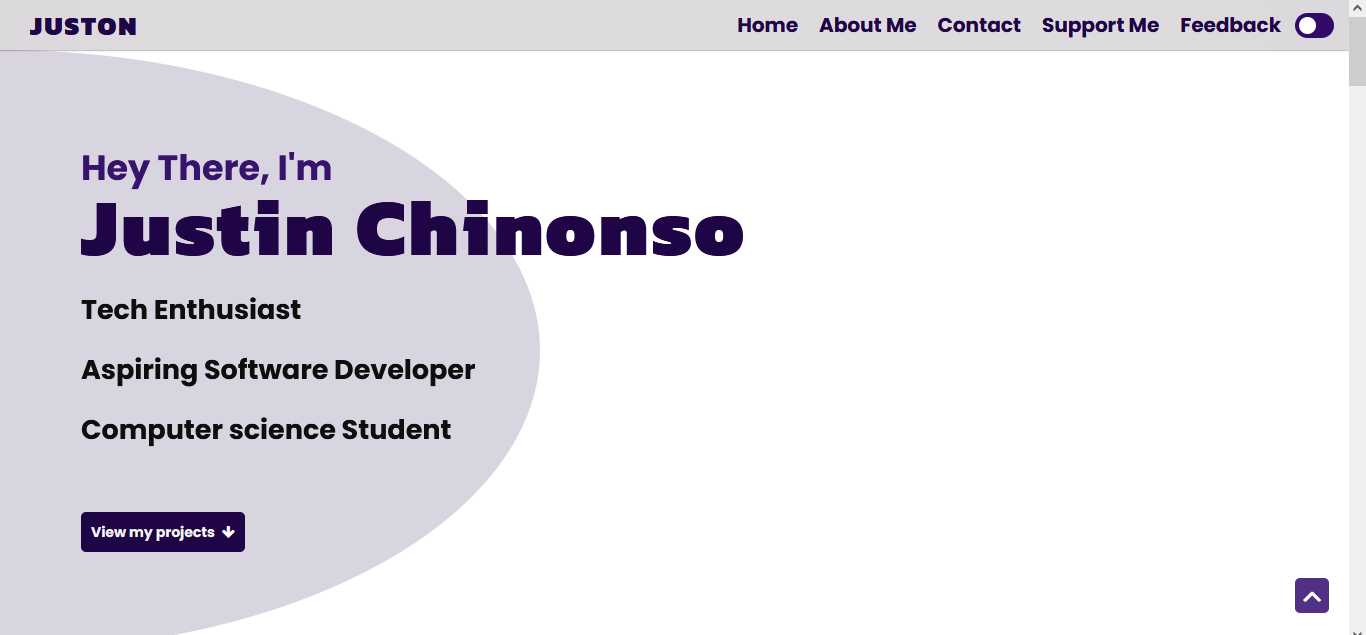 JUSTON
Home About Me Contact Support Me Feedback
Hey There, I'm
Justin Chinonso
Tech Enthusiast
Aspiring Software Developer
Computer science Student
View my projects